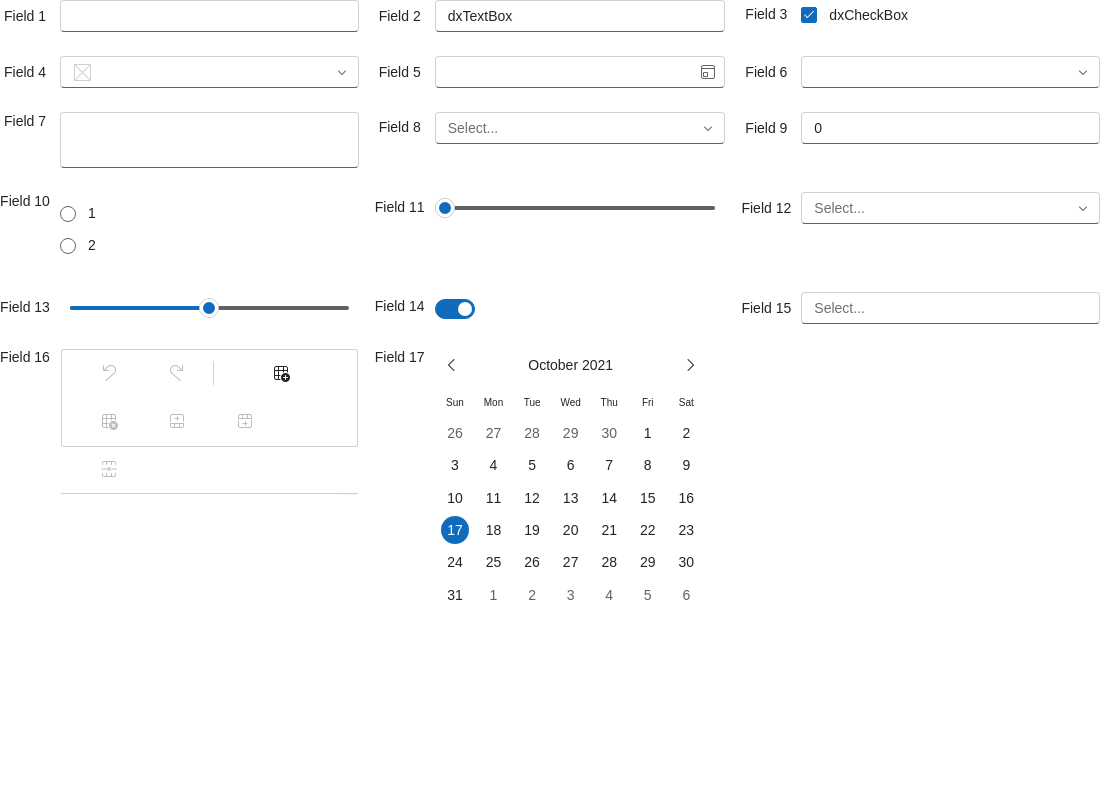 Field 1
Field 2 dxTextBox
Field 3 dxCheckBox
Field 4
Field 5
Field 6
Field 7
Field 8 Select...
Field 9 0
Field 10
1
2
Field 11
Field 12 Select...
Field 13
Field 14
Field 15 Select...
Field 16
Field 17
October 2021
Sun Mon Tue Wed Thu Fri Sat
26 27 28 29 30 1 2
3 4 5 6 7 8 9
10 11 12 13 14 15 16
17 18 19 20 21 22 23
24 25 26 27 28 29 30
31 1 2 3 4 5 6